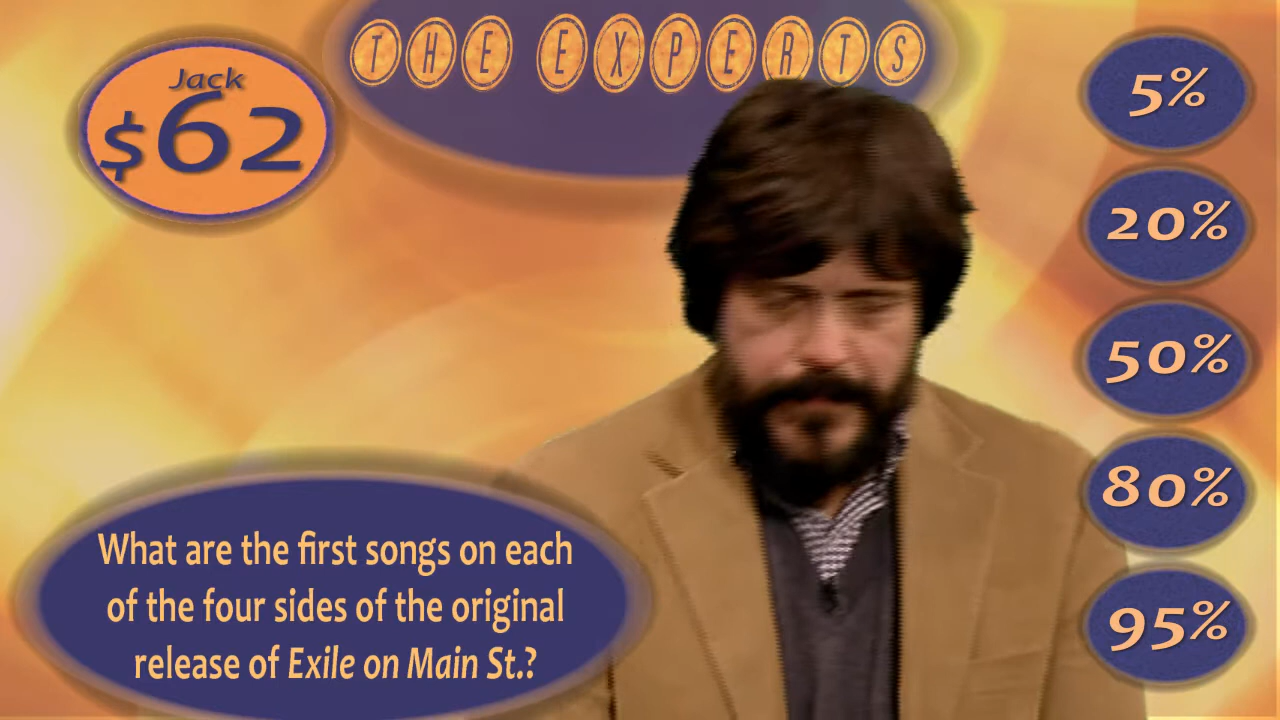 THE EXPERTS
Jack
$62
5%
20%
50%
80%
95%
What are the first songs on each
of the four sides of the original
release of Exile on Main St.?